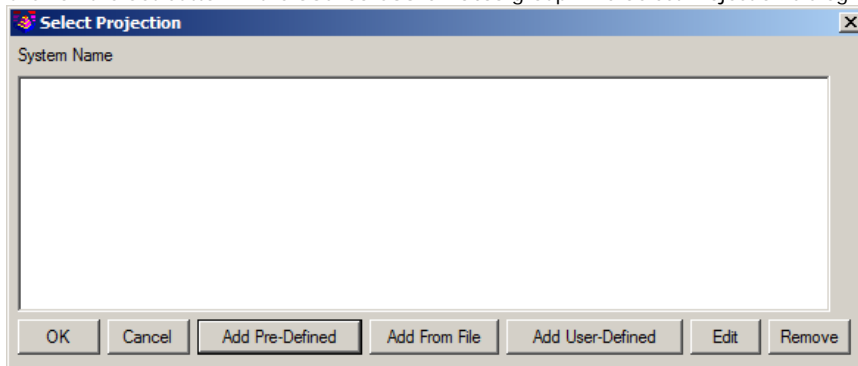 Select Projection
System Name
OK Cancel Add Pre-Defined Add From File Add User-Defined Edit Remove